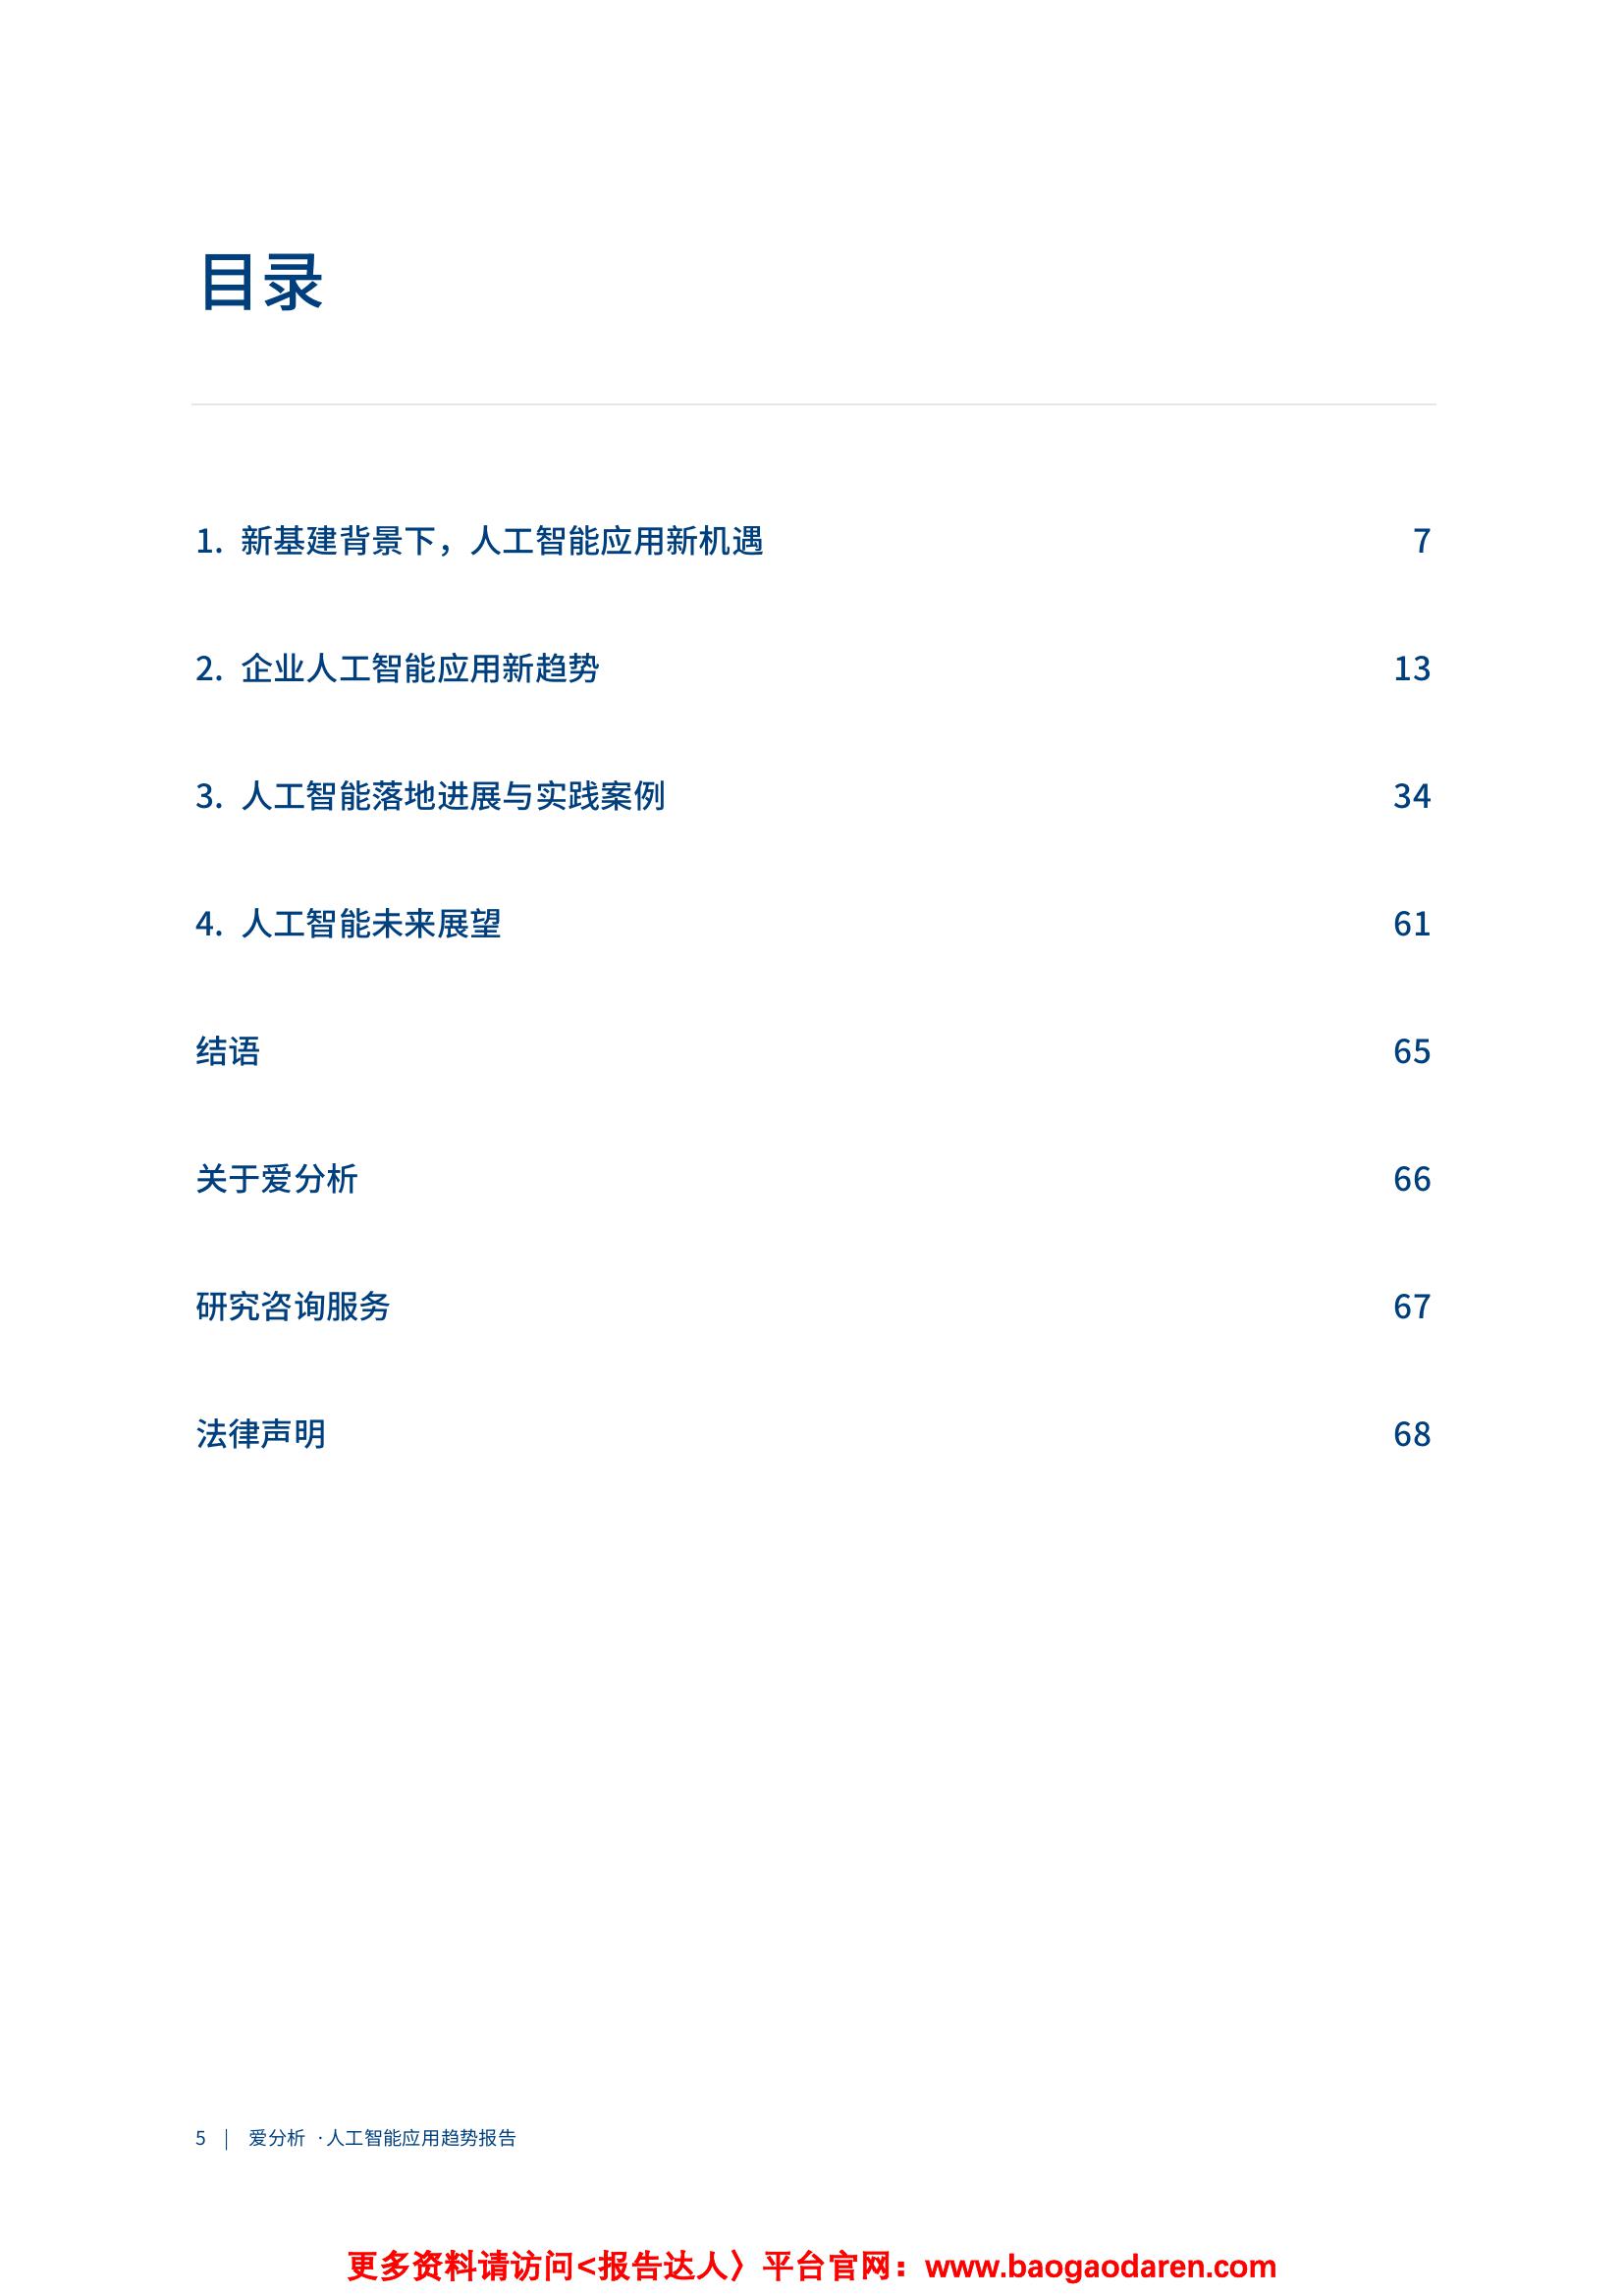 目录
1. 新基建背景下，人工智能应用新机遇 7
2. 企业人工智能应用新趋势 13
3. 人工智能落地进展与实践案例 34
4. 人工智能未来展望 61
结语 65
关于爱分析 66
研究咨询服务 67
法律声明 68
5 | 爱分析 ·人工智能应用趋势报告
更多资料请访问<报告达人〉平台官网：www.baogaodaren.com